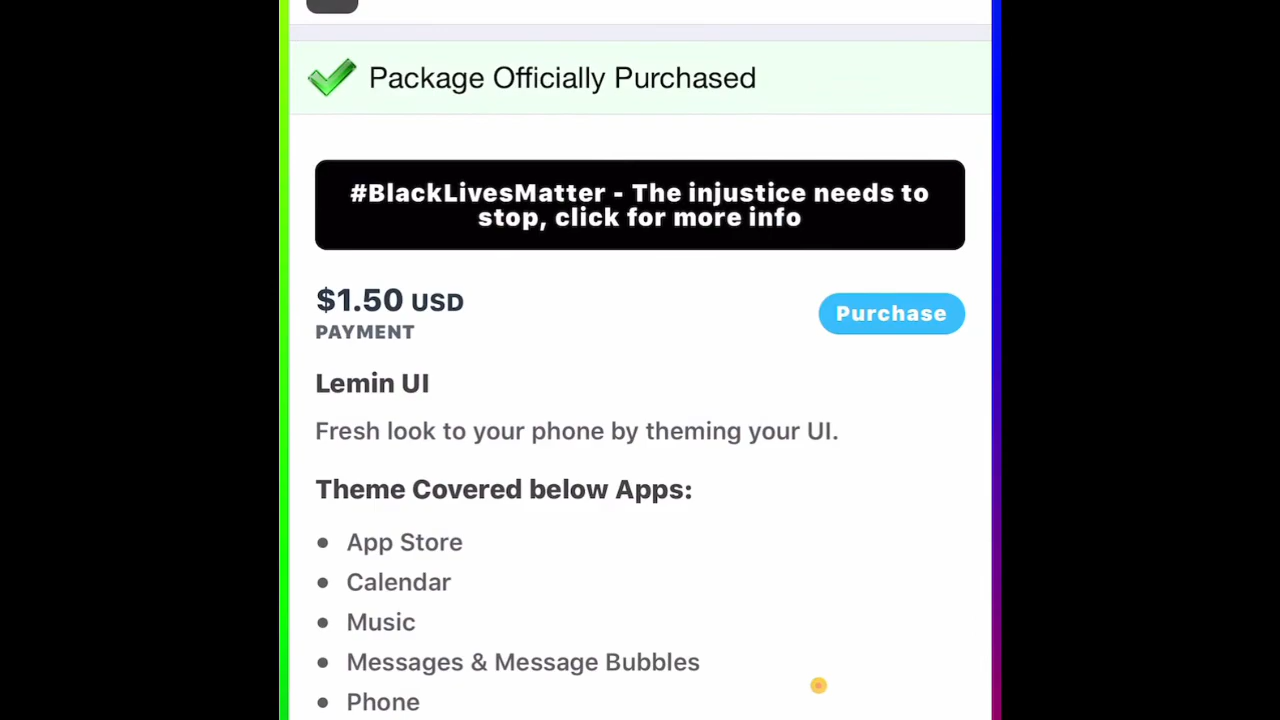 Package Officially Purchased
#BlackLivesMatter - The injustice needs to
stop, click for more info
$1.50 USD
PAYMENT
Purchase
Lemin UI
Fresh look to your phone by theming your UI.
Theme Covered below Apps:
• App Store
• Calendar
• Music
• Messages & Message Bubbles
• Phone